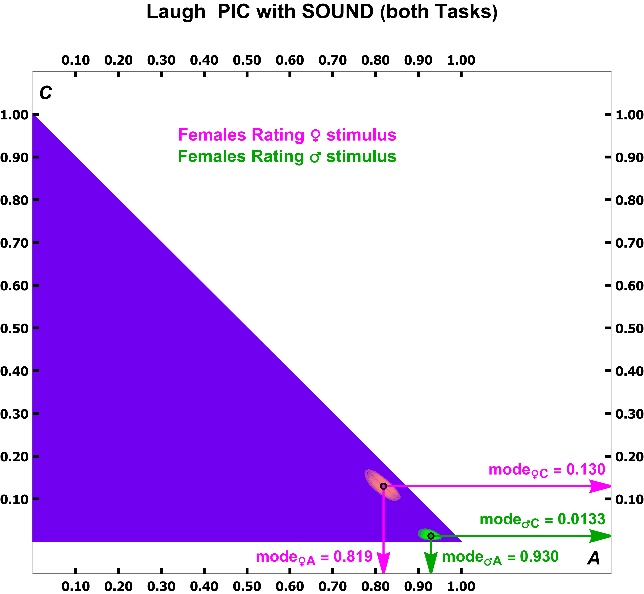 Laugh PIC with SOUND (both Tasks)
0.10 0.20 0.30 0.40 0.50 0.60 0.70 0.80 0.90 1.00
C
Females Rating ♀ stimulus
Females Rating ♂ stimulus
1.00 1.00
0.90 0.90
0.80 0.80
0.70 0.70
0.60 0.60
0.50 0.50
0.40 0.40
0.30 0.30
0.20 0.20
mode♀C = 0.130
0.10 0.10
mode♂C = 0.0133
mode♀A = 0.819 mode♂A = 0.930 A
0.10 0.20 0.30 0.40 0.50 0.60 0.70 0.80 0.90 1.00